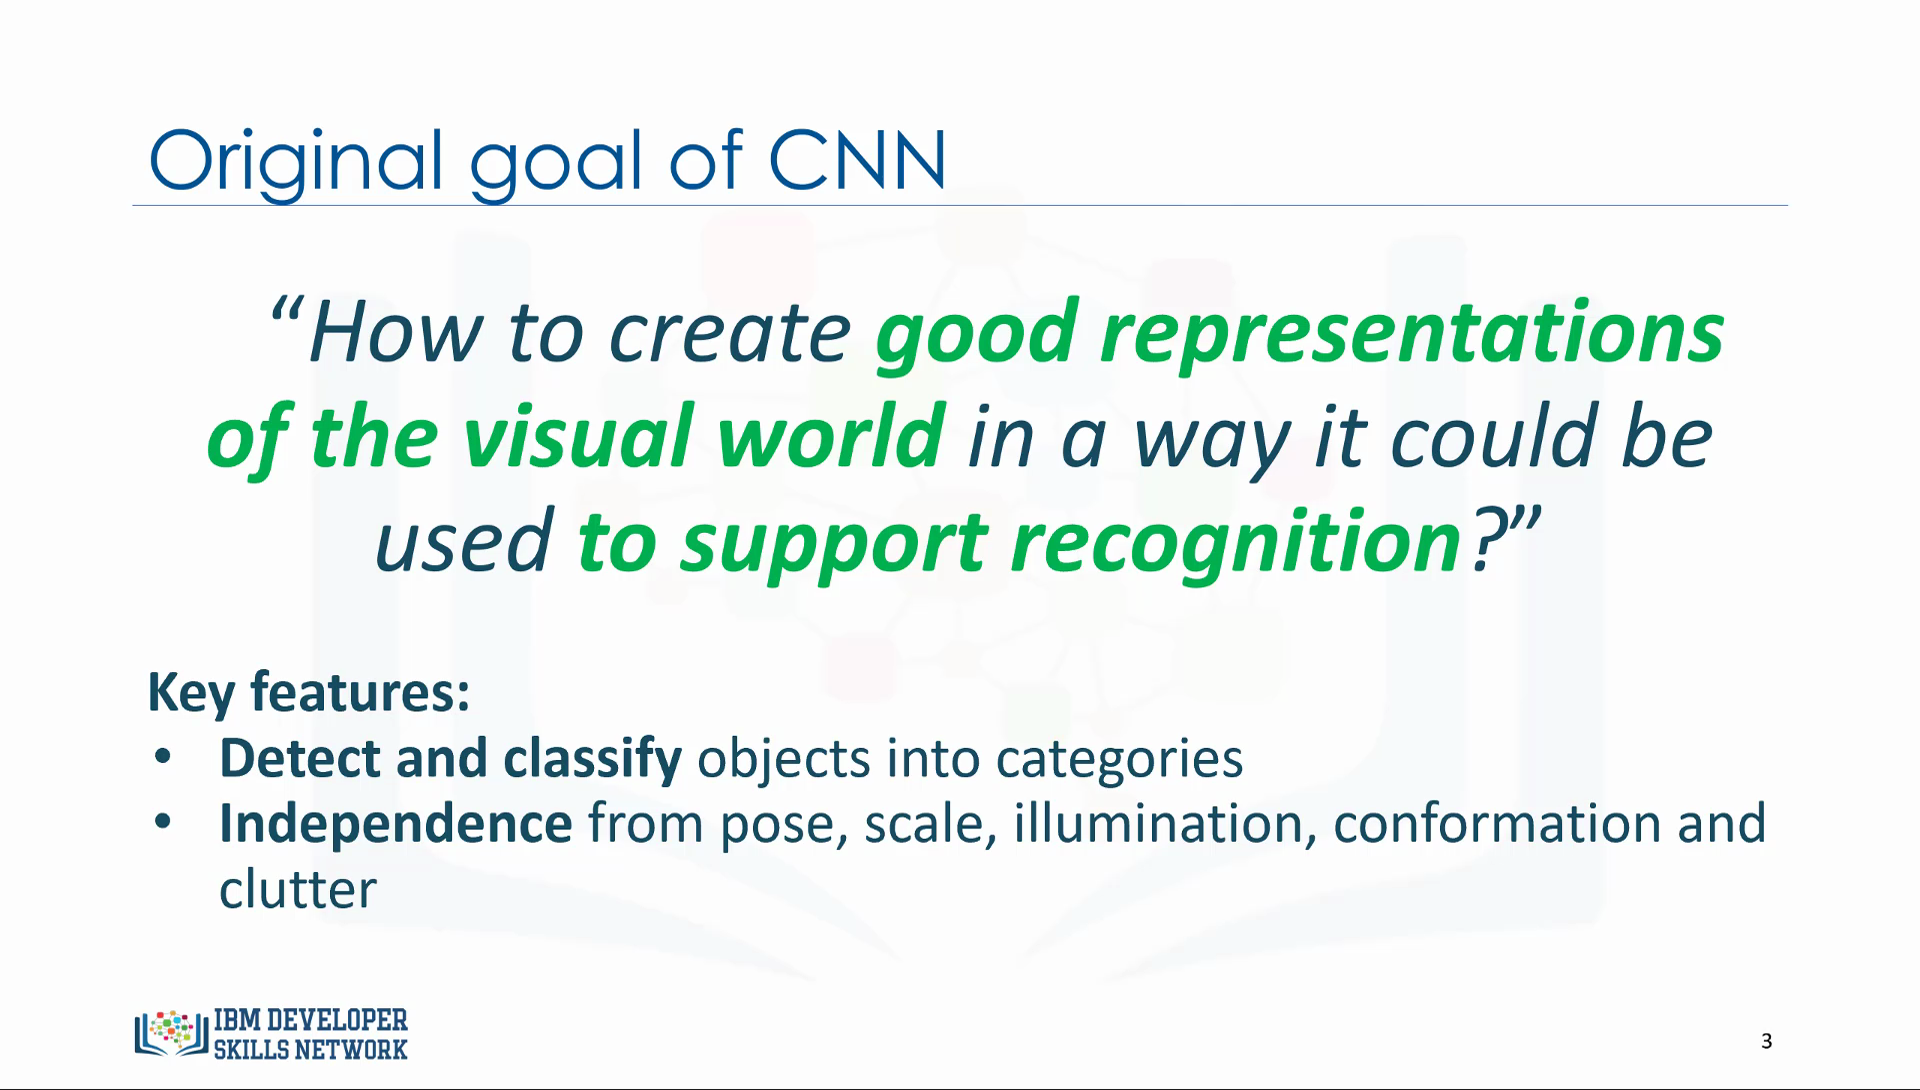 Original goal of CNN
“How to create good representations
of the visual world in a way it could be
used to support recognition?”
Key features:
• Detect and classify objects into categories
• Independence from pose, scale, illumination, conformation and
clutter
IBM DEVELOPER
SKILLS NETWORK
3